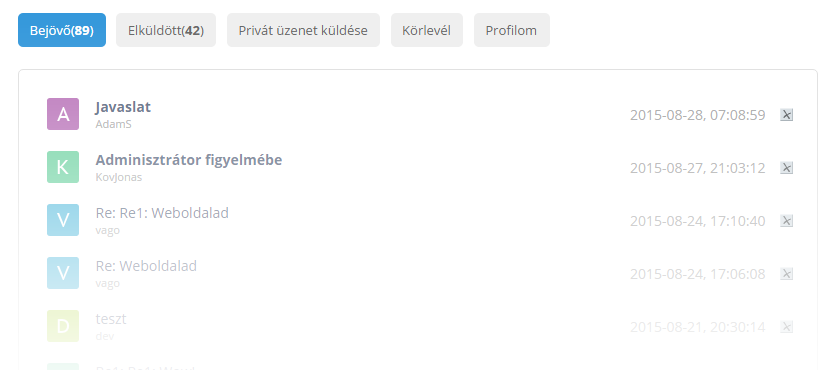 Bejövő(89) Elküldött(42) Privát üzenet küldése Körlevél Profilom
A Javaslat 2015-08-28, 07:08:59
AdamS
K Adminisztrátor figyelmébe 2015-08-27, 21:03:12
KovJonas
V Re: Re1: Weboldalad 2015-08-24, 17:10:40
vago
V Re: Weboldalad 2015-08-24, 17:06:08
vago
D teszt 2015-08-21, 20:30:14
dev